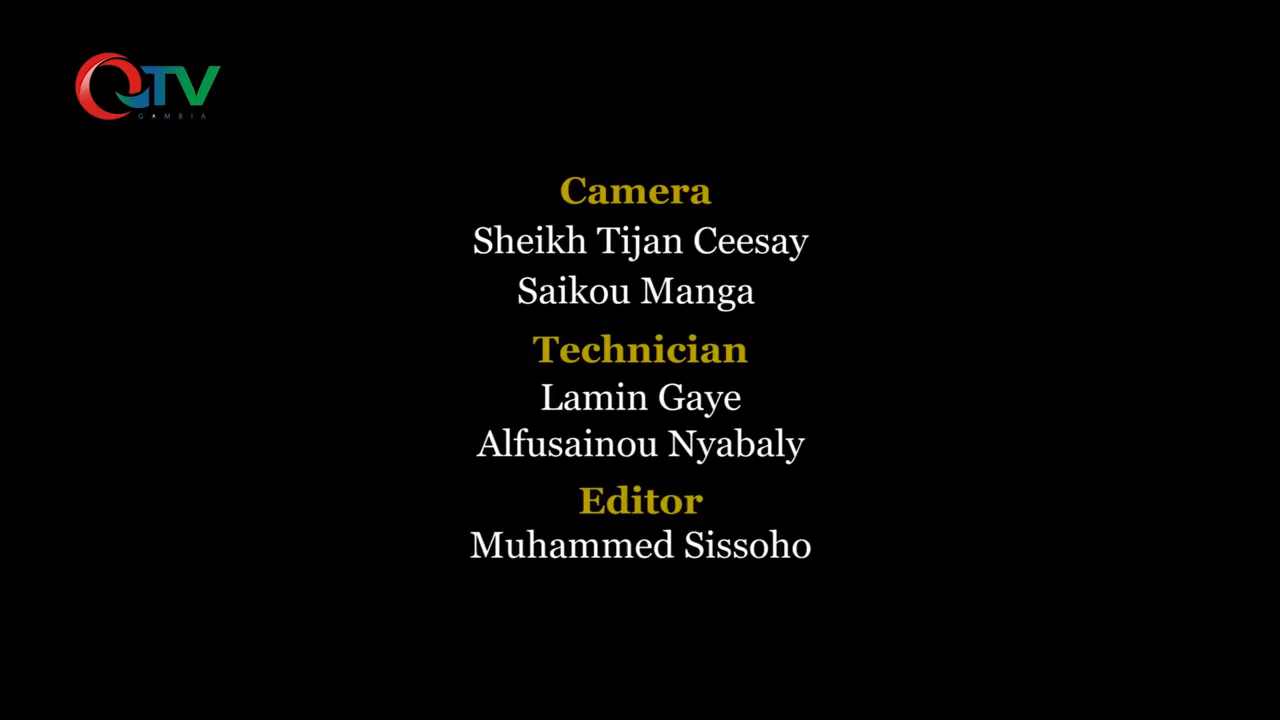 QTV
GAMBIA
Camera
Sheikh Tijan Ceesay
Saikou Manga
Technician
Lamin Gaye
Alfusainou Nyabaly
Editor
Muhammed Sissoho